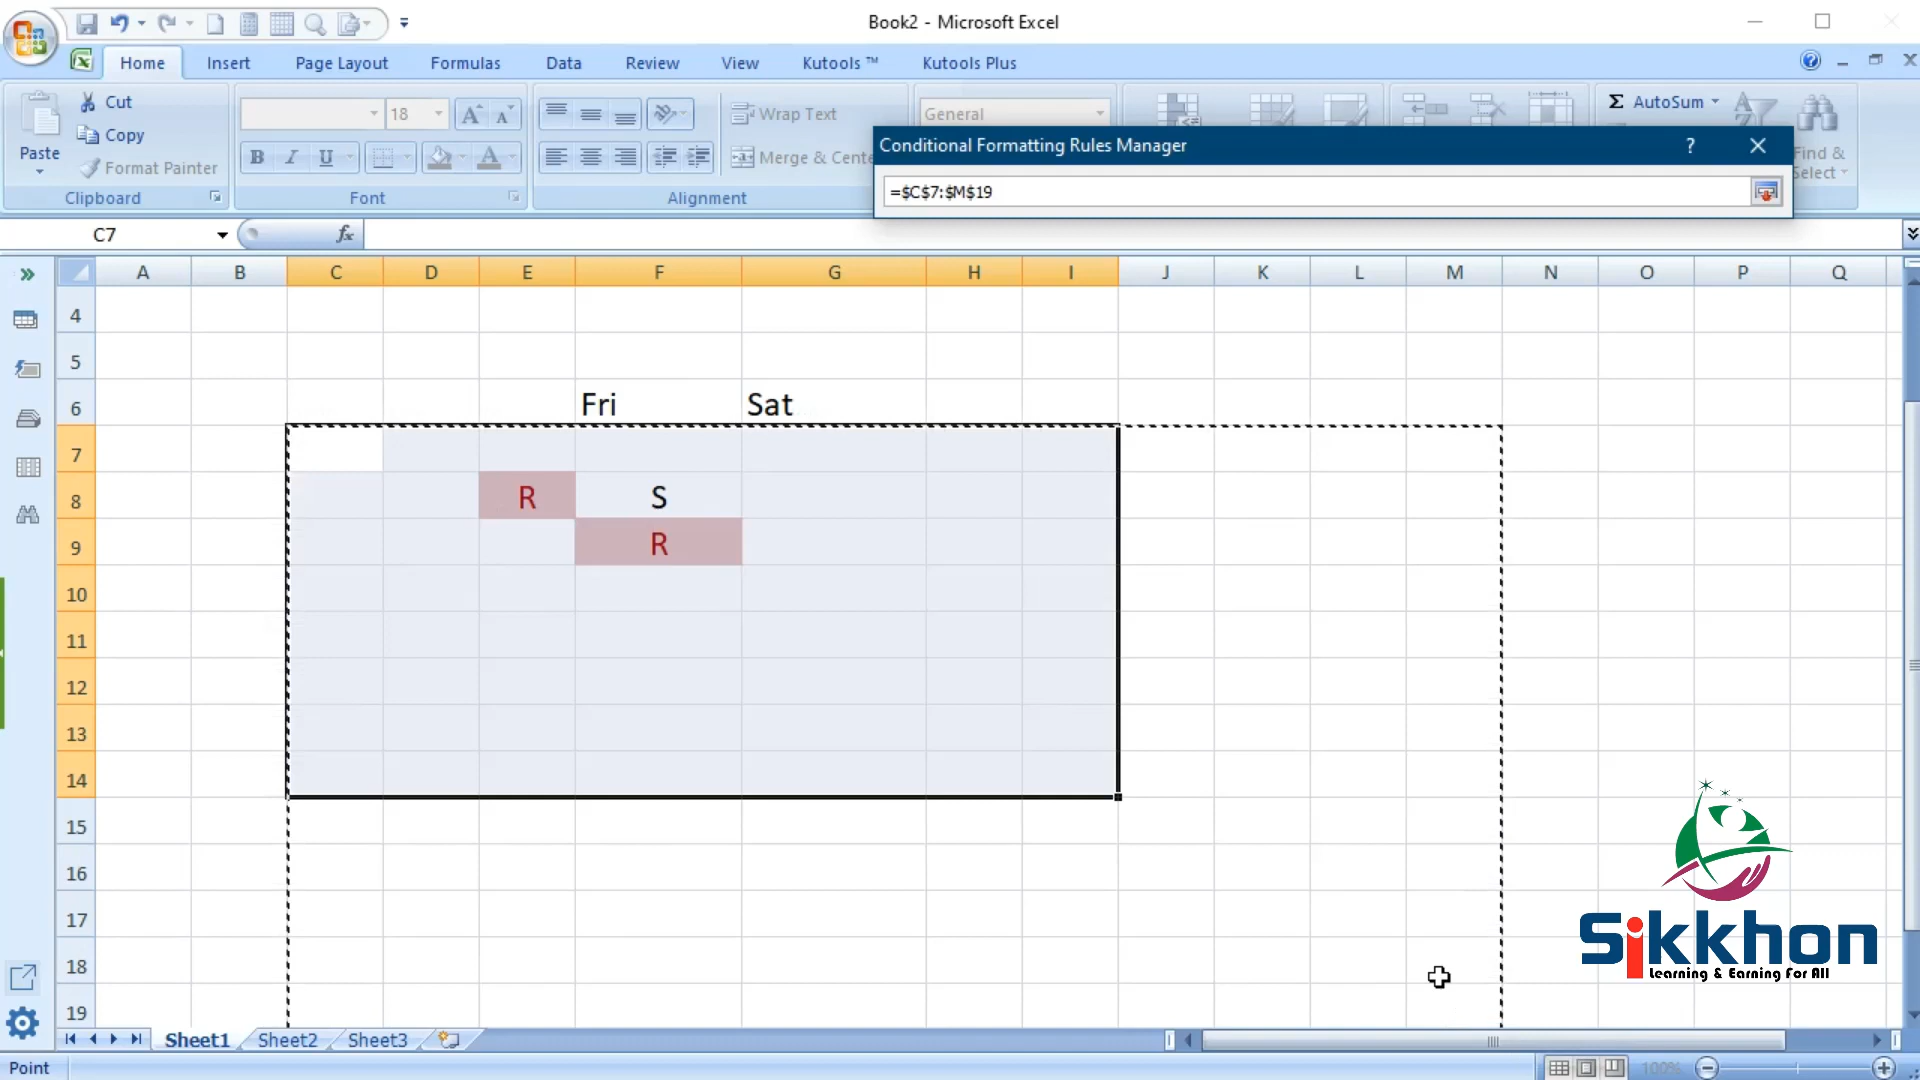 Book2 - Microsoft Excel
Home Insert Page Layout Formulas Data Review View Kutools ™ Kutools Plus
Paste
Cut
Copy
Format Painter
Clipboard
18
B I U
A A
A
Font
Wrap Text
Merge & Cente
Alignment
General
Σ AutoSum
Find &
Select
Conditional Formatting Rules Manager ?
=$C$7:$M$19
C7 fx
A B C D E F G H I J K L M N O P Q
4
5
6 Fri Sat
7
8 R S
9 R
10
11
12
13
14
15
16
17
18
19
Sikkhon
Learning & Earning For All
Sheet1 Sheet2 Sheet3
Point 100%